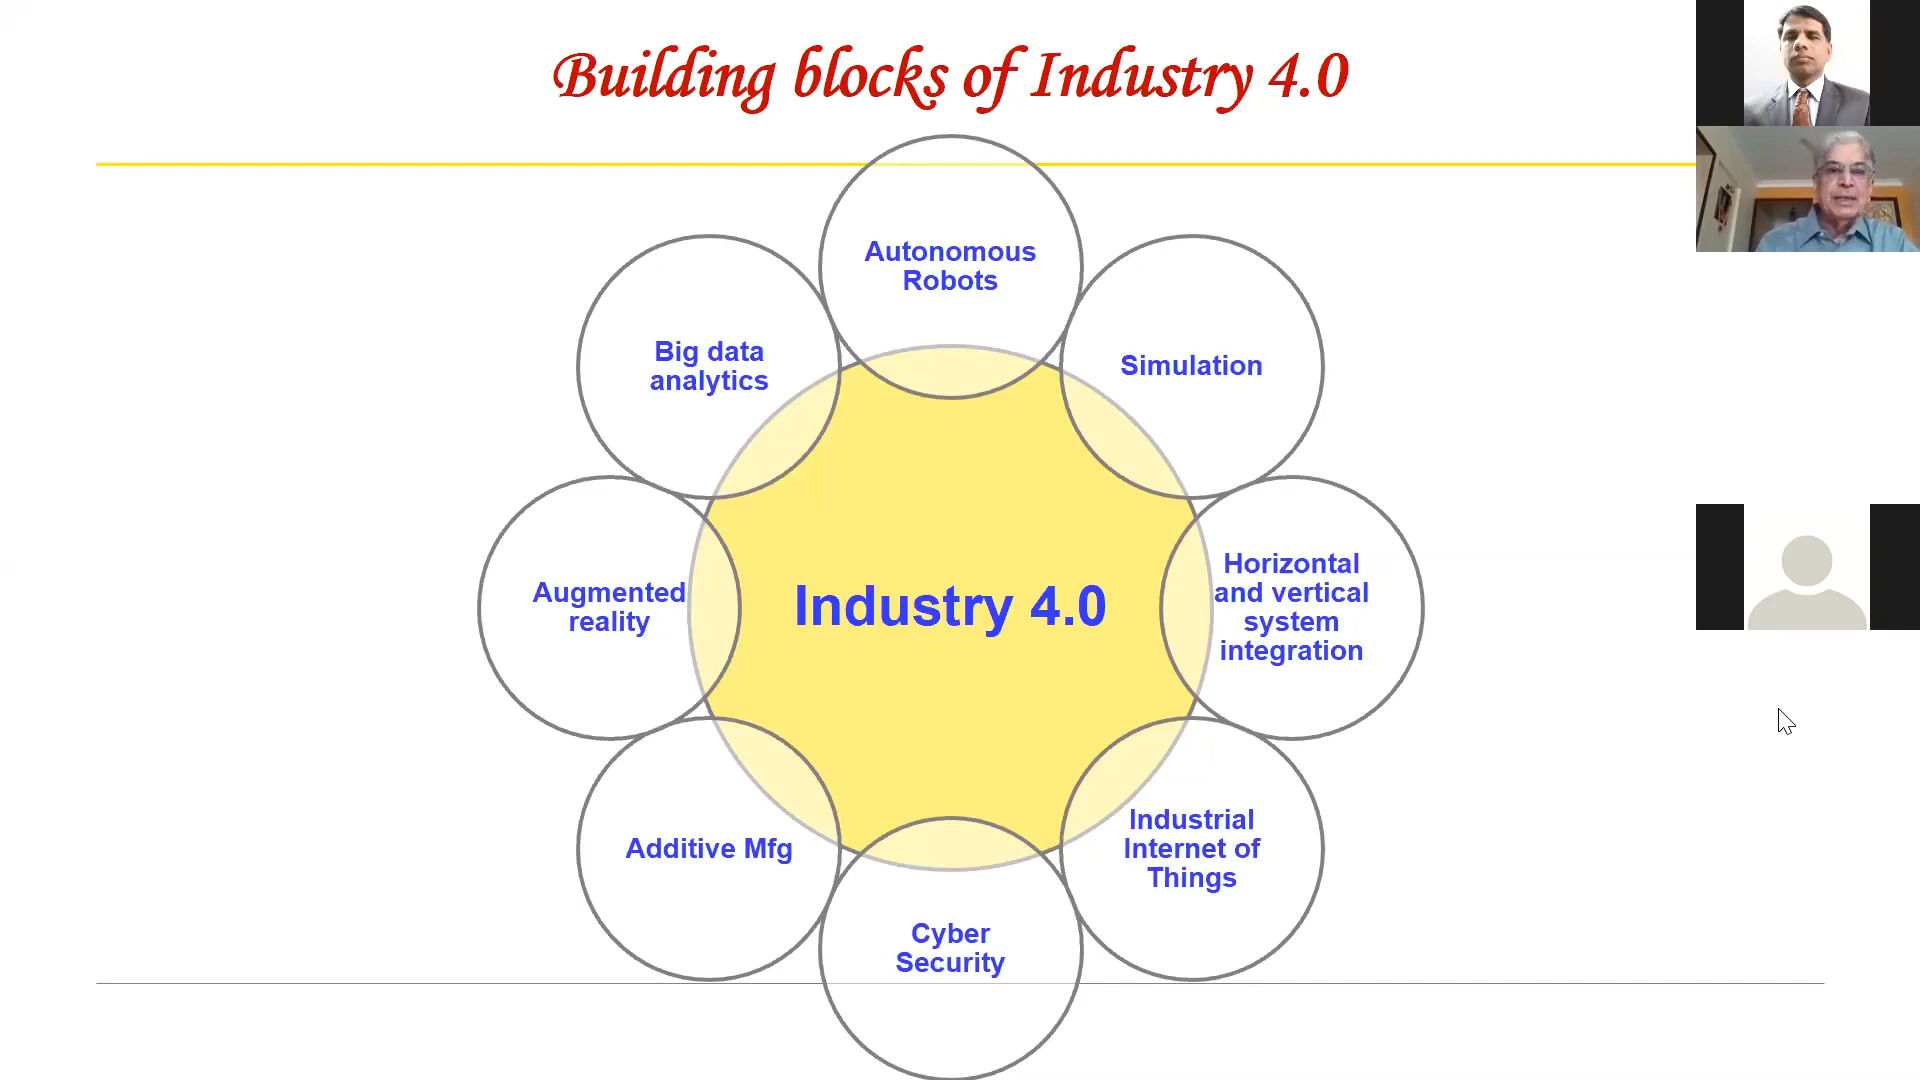 Building blocks of Industry 4.0
Autonomous
Robots
Simulation
Horizontal
and vertical
system
integration
Industrial
Internet of
Things
Cyber
Security
Additive Mfg
Augmented
reality
Big data
analytics
Industry 4.0